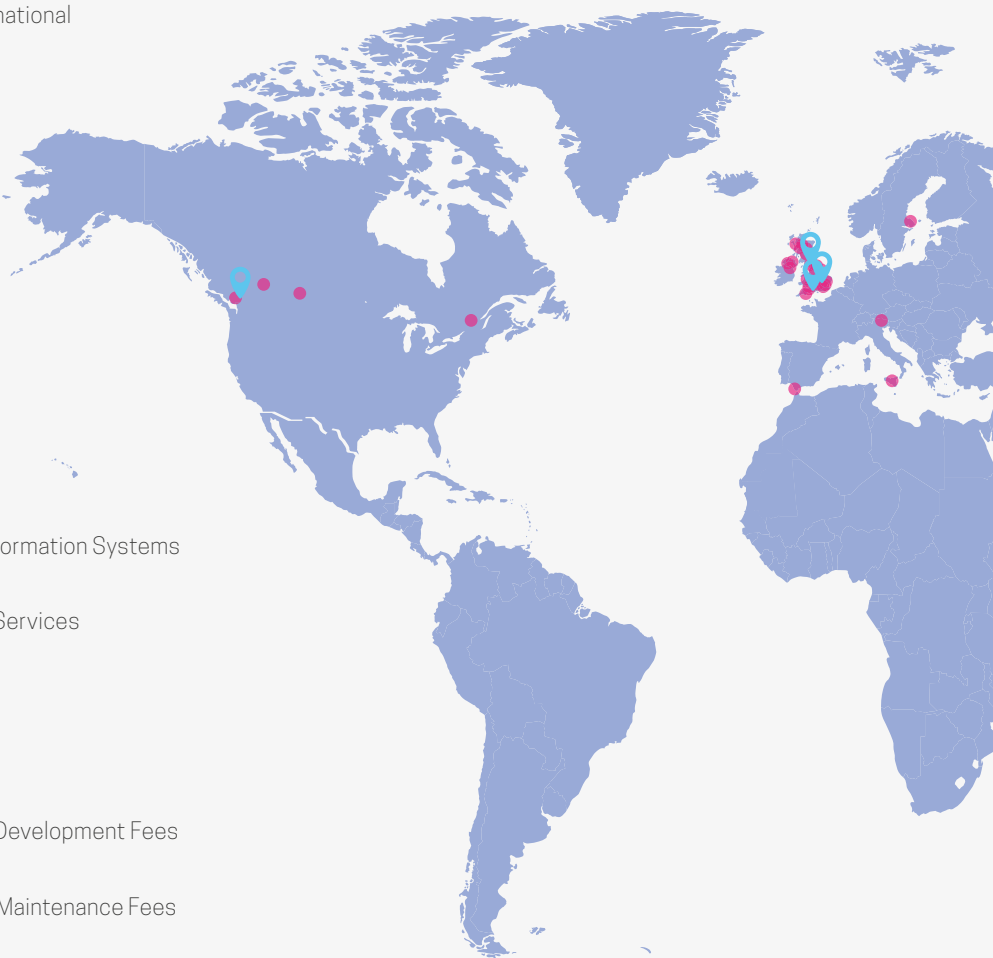 national
ormation Systems
Services
Development Fees
Maintenance Fees